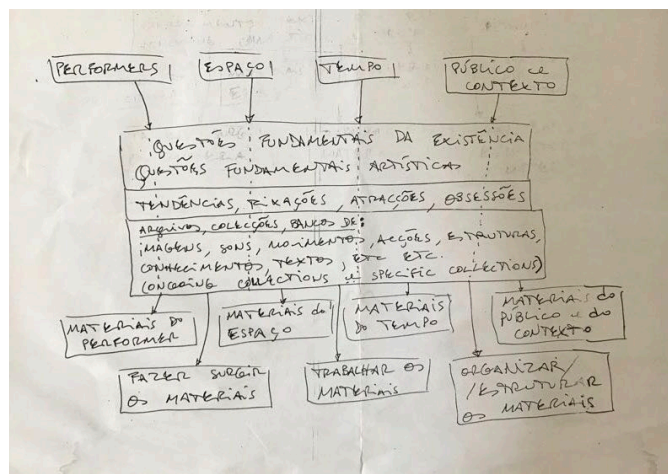 PERFORMERS
ESPAÇO
TEMPO
PÚBLICO e
CONTEXTO
QUESTÕES FUNDAMENTAIS DA EXISTÊNCIA
QUESTÕES FUNDAMENTAIS ARTÍSTICAS
TENDÊNCIAS, FIXAÇÕES, ATRACÇÕES, OBSESSÕES
ARQUIVOS, COLECÇÕES, BANCOS DE:
IMAGENS, SONS, MOVIMENTOS, ACÇÕES, ESTRUTURAS,
CONHECIMENTOS, TEXTOS, ETC ETC.
(ONGOING COLLECTIONS e SPECIFIC COLLECTIONS)
MATERIAIS DO
PERFORMER
MATERIAIS do
ESPAÇO
MATERIAIS
DO TEMPO
MATERIAIS do
PÚBLICO e do
CONTEXTO
FAZER SURGIR
OS MATERIAIS
TRABALHAR OS
MATERIAIS
ORGANIZAR/
/ESTRUTURAR
OS MATERIAIS